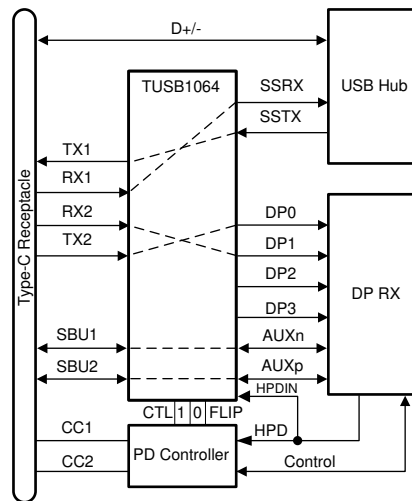 D+/-
TUSB1064
USB Hub
SSRX
SSTX
TX1
RX1
RX2
TX2
Type-C Receptacle
DP0
DP1
DP2
DP3
DP RX
SBU1
AUXn
SBU2
AUXp
HPDIN
CTL 1 0 FLIP
CC1
HPD
PD Controller
CC2
Control